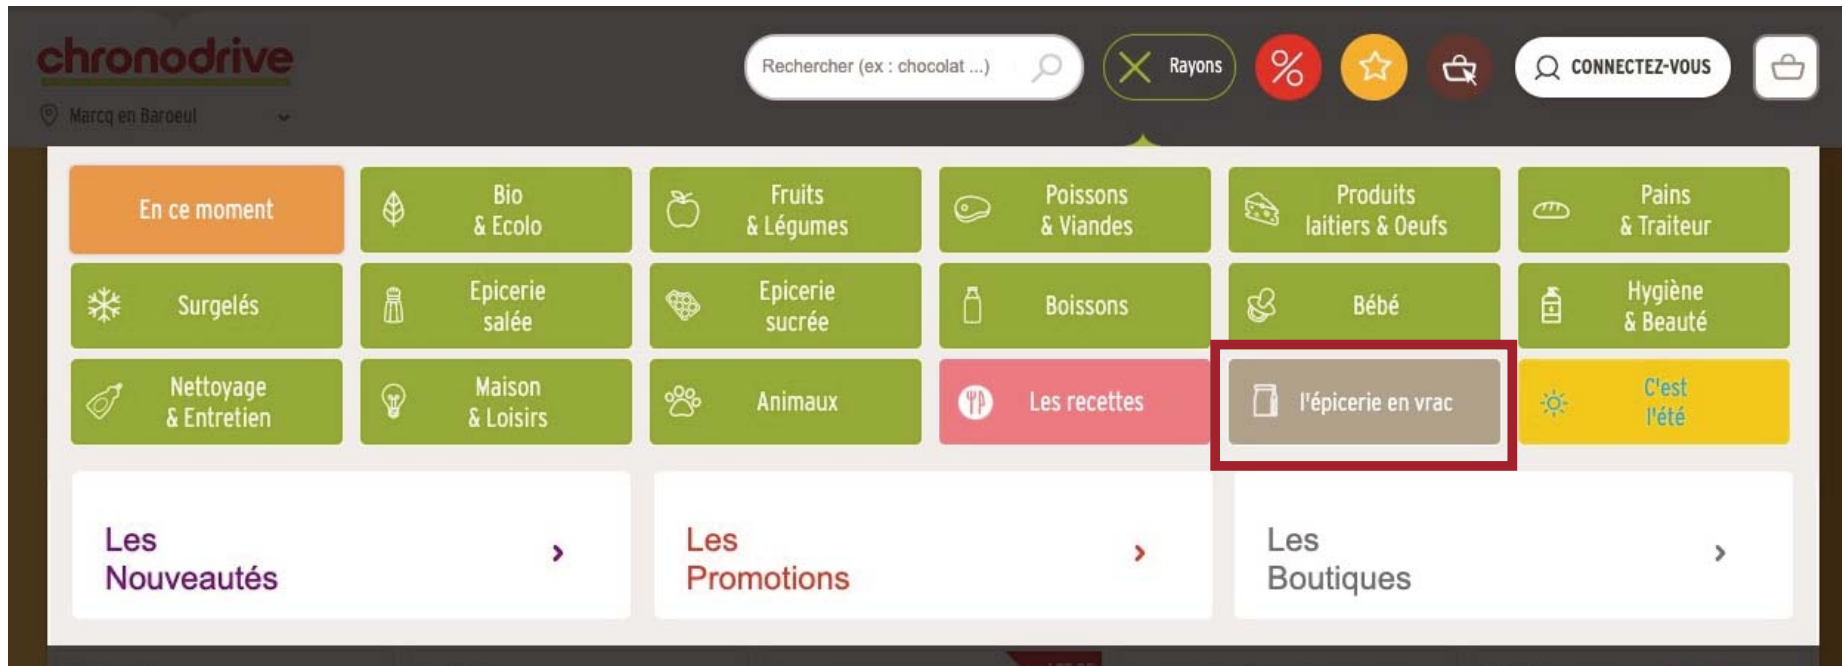 chronodrive
Rechercher (ex : chocolat ...)
Rayons
%
CONNECTEZ-VOUS
Marcq en Baroeul
En ce moment
Bio
& Ecolo
Fruits
& Légumes
Poissons
& Viandes
Produits
laitiers & Oeufs
Pains
& Traiteur
Surgelés
Epicerie
salée
Epicerie
sucrée
Boissons
Bébé
Hygiène
& Beauté
Nettoyage
& Entretien
Maison
& Loisirs
Animaux
Les recettes
l'épicerie en vrac
C'est
l'été
Les
Nouveautés
Les
Promotions
Les
Boutiques